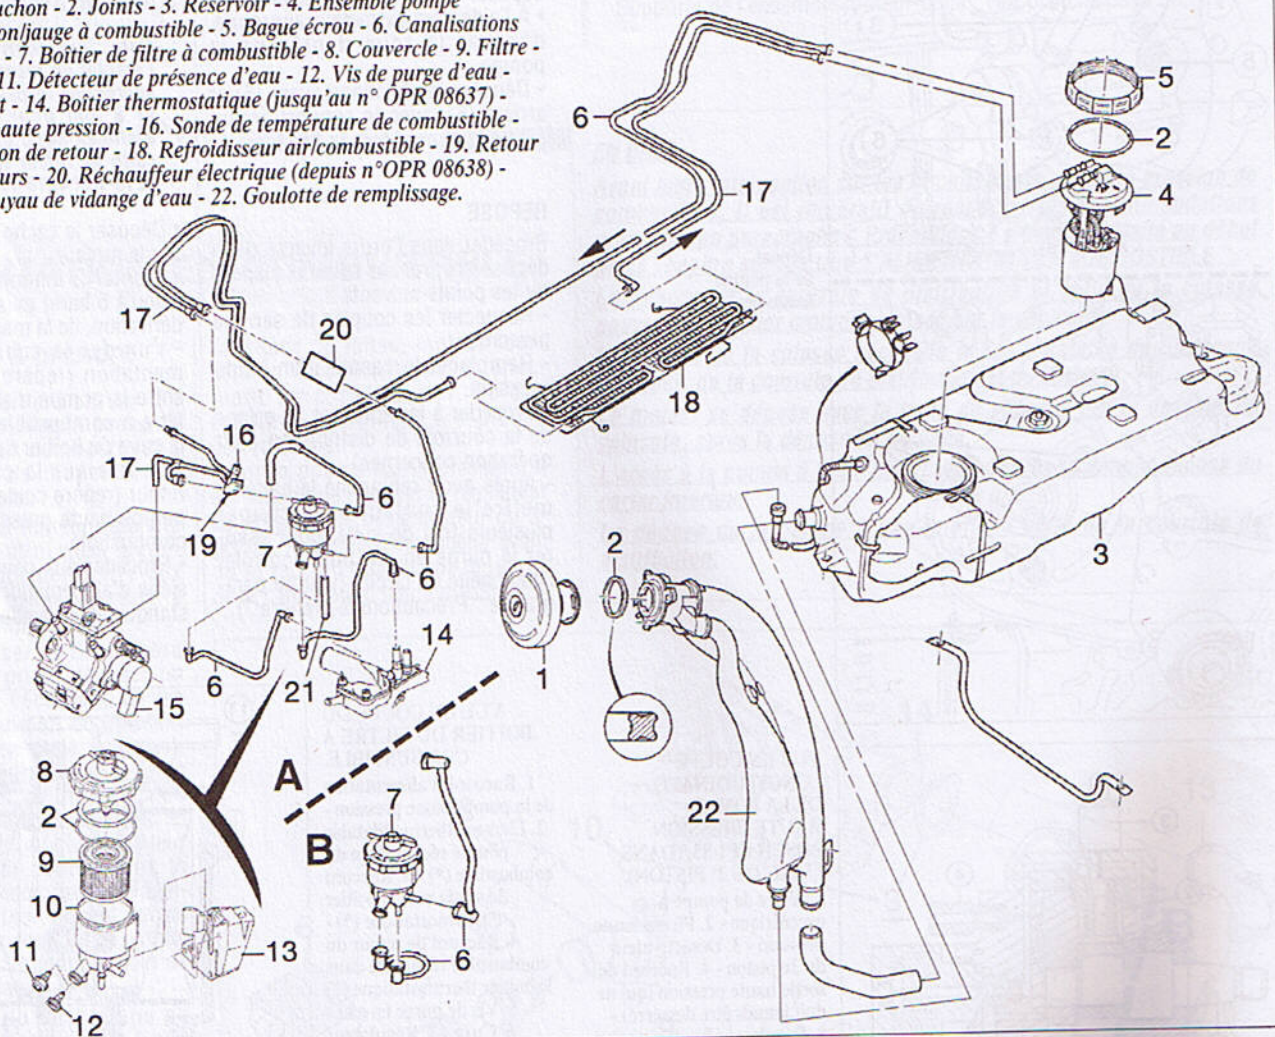 uchon - 2. Joints - 3. Réservoir - 4. Ensemble pompe
on/jauge à combustible - 5. Bague écrou - 6. Canalisations
- 7. Boîtier de filtre à combustible - 8. Couvercle - 9. Filtre -
11. Détecteur de présence d'eau - 12. Vis de purge d'eau -
t - 14. Boîtier thermostatique (jusqu'au n° OPR 08637) -
aute pression - 16. Sonde de température de combustible -
on de retour - 18. Refroidisseur air/combustible - 19. Retour
urs - 20. Réchauffeur électrique (depuis n°OPR 08638) -
uyau de vidange d'eau - 22. Goulotte de remplissage.
5
6
2
17
4
17
20
18
16
17
6
19
7
2
3
6
14
6
21
1
15
8
A
2
22
B
9
10
6
11
13
12